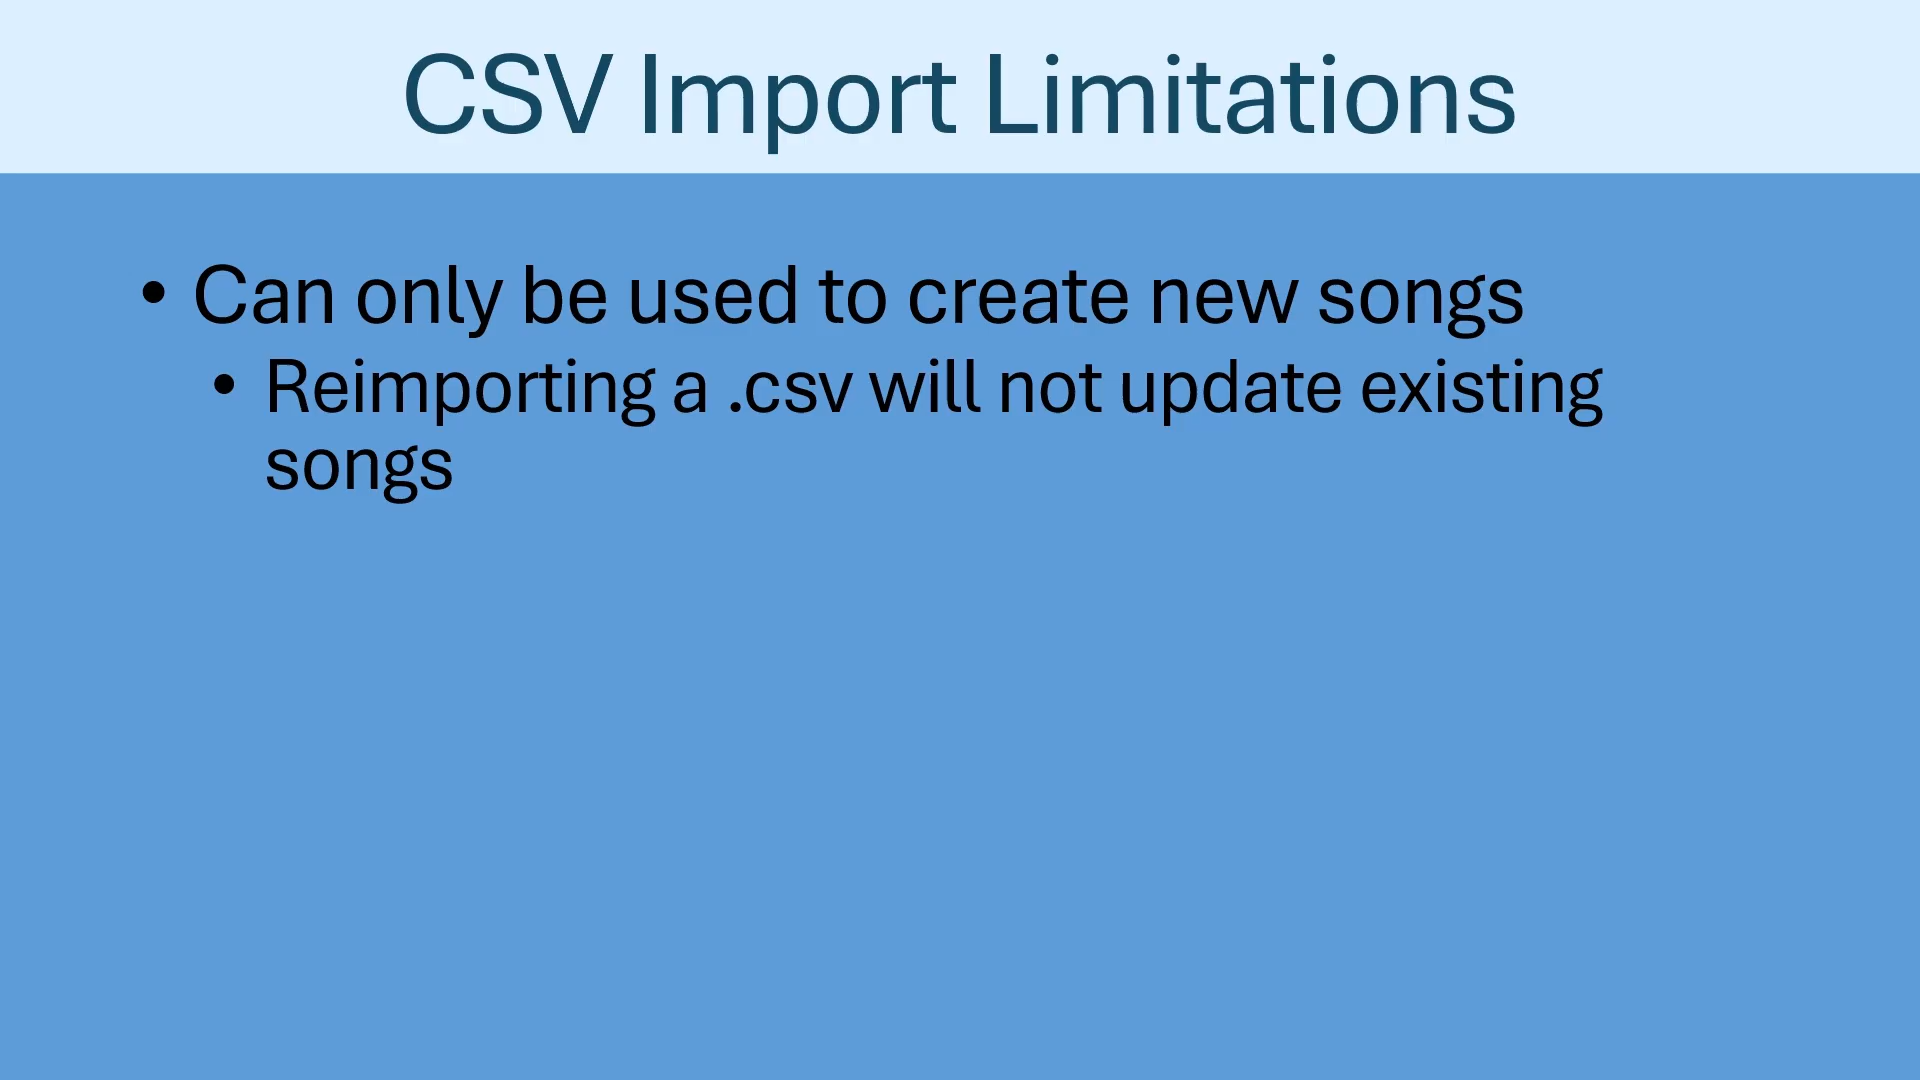 CSV Import Limitations
• Can only be used to create new songs
• Reimporting a .csv will not update existing
songs